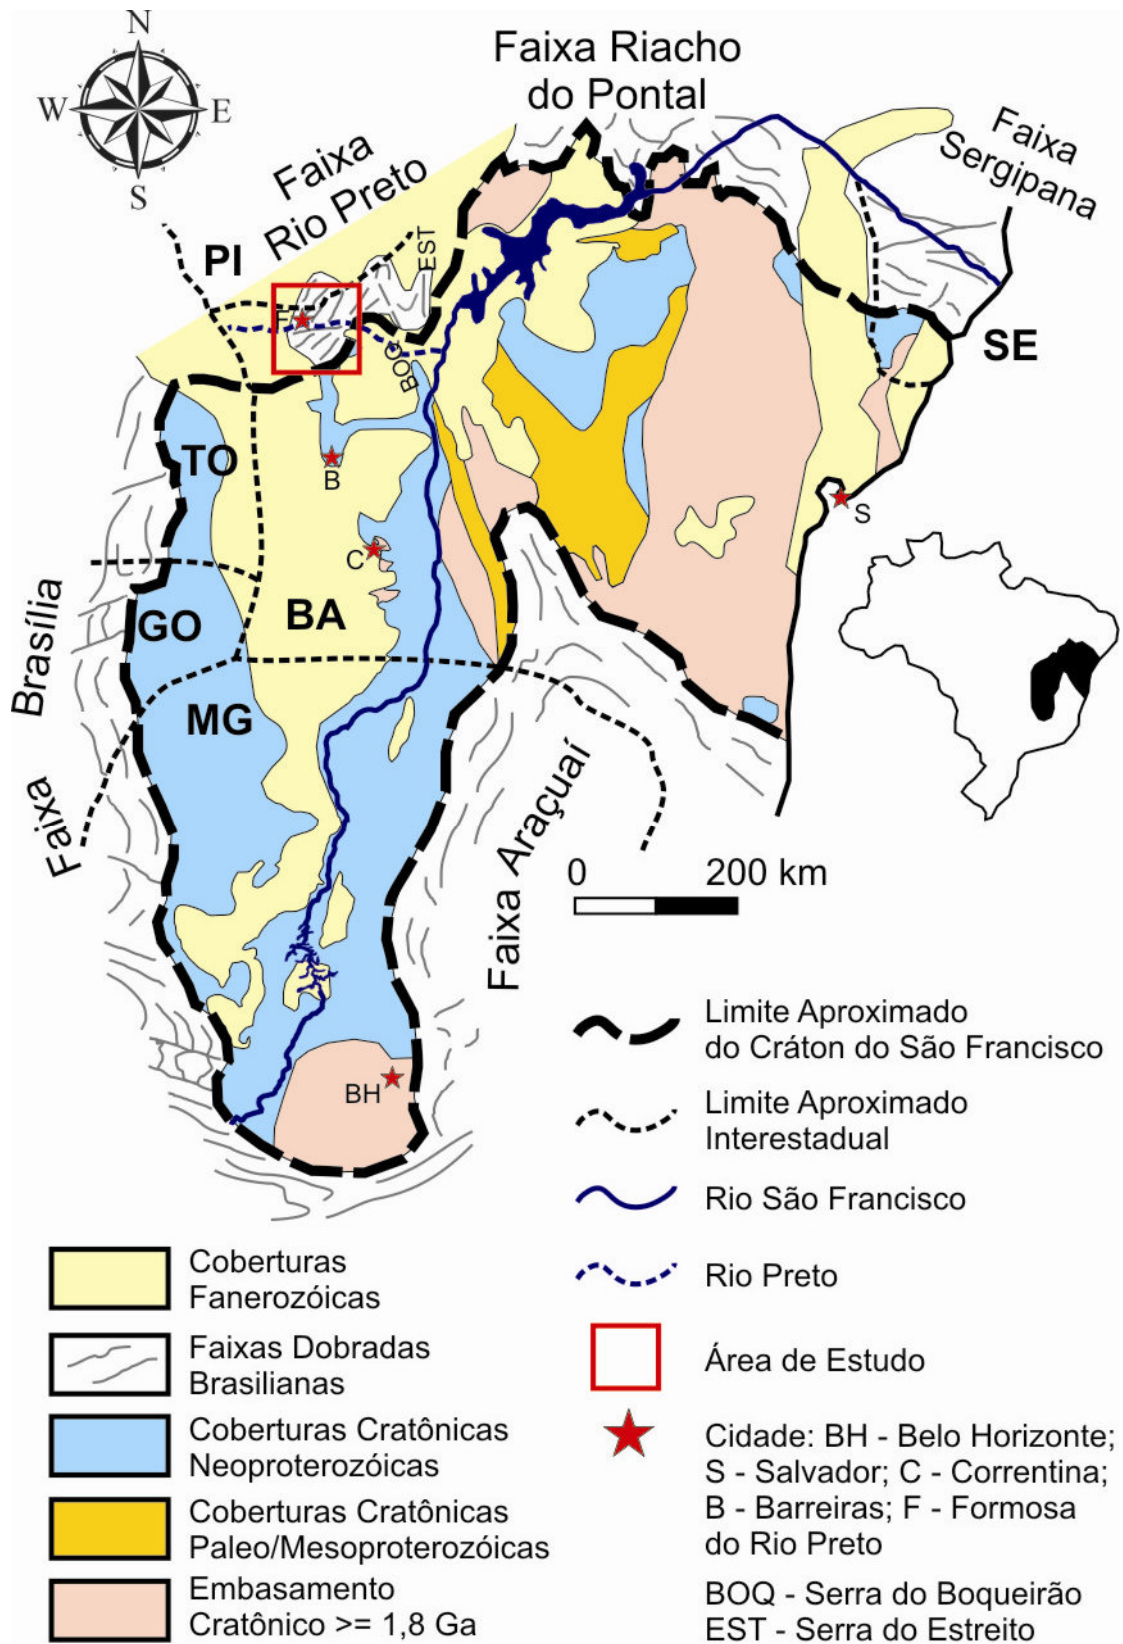 N
W
E
S
Faixa Riacho
do Pontal
Faixa
Sergipana
Faixa
Rio Preto
PI
EST
F
BOQ
SE
TO
B
S
C
BA
GO
MG
Faixa Brasília
Faixa Araçuaí
0 200 km
BH
Limite Aproximado
do Cráton do São Francisco
Limite Aproximado
Interestadual
Rio São Francisco
Rio Preto
Área de Estudo
Cidade: BH - Belo Horizonte;
S - Salvador; C - Correntina;
B - Barreiras; F - Formosa
do Rio Preto
BOQ - Serra do Boqueirão
EST - Serra do Estreito
Coberturas
Fanerozóicas
Faixas Dobradas
Brasilianas
Coberturas Cratônicas
Neoproterozóicas
Coberturas Cratônicas
Paleo/Mesoproterozóicas
Embasamento
Cratônico >= 1,8 Ga